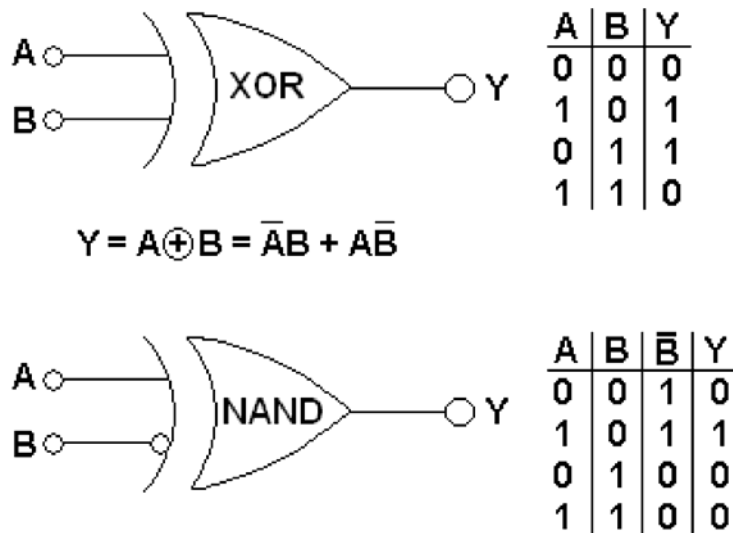 A B Y
A XOR Y 0 0 0
B 1 0 1
0 1 1
1 1 0
Y = A⊕B = A̅B + AB̅
A B B̅ Y
A NAND Y 0 0 1 0
B 1 0 1 1
0 1 0 0
1 1 0 0